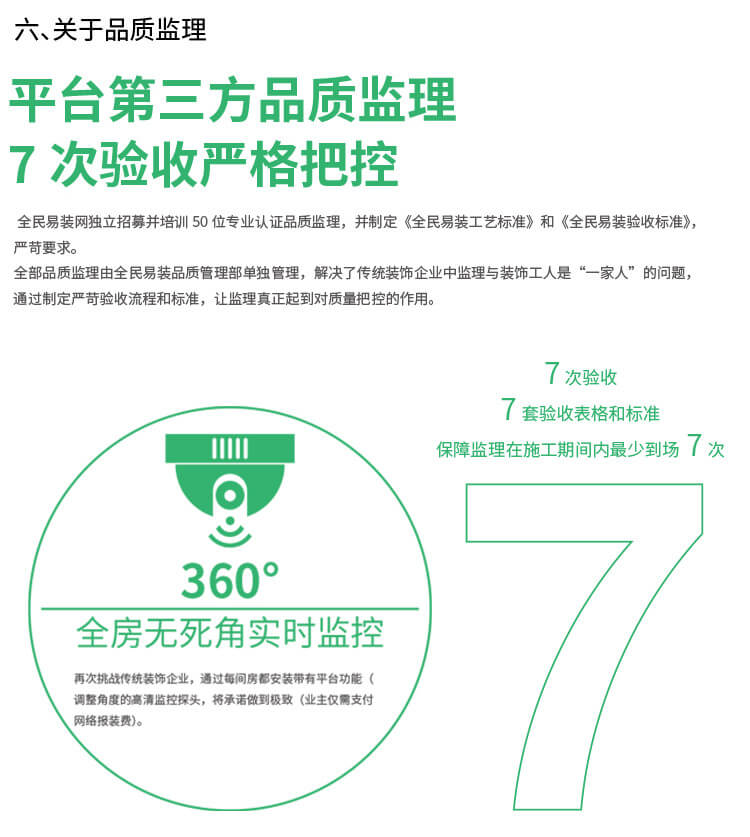 六、关于品质监理
平台第三方品质监理
7 次验收严格把控
全民易装网独立招募并培训 50 位专业认证品质监理，并制定《全民易装工艺标准》和《全民易装验收标准》，
严苛要求。
全部品质监理由全民易装品质管理部单独管理，解决了传统装饰企业中监理与装饰工人是“一家人”的问题，
通过制定严苛验收流程和标准，让监理真正起到对质量把控的作用。
7 次验收
7 套验收表格和标准
保障监理在施工期间内最少到场 7 次
7
360°
全房无死角实时监控
再次挑战传统装饰企业，通过每间房都安装带有平台功能（
调整角度的高清监控探头，将承诺做到极致（业主仅需支付
网络报装费）。